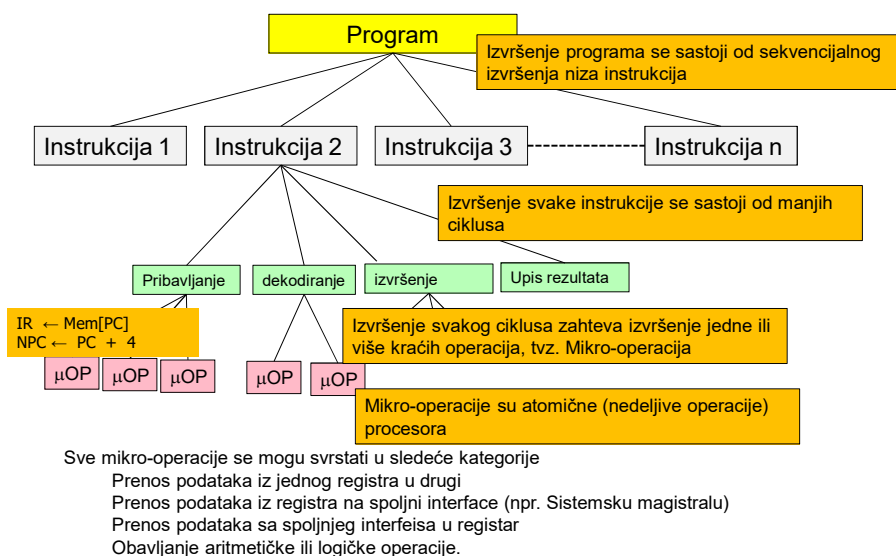 Program
Izvršenje programa se sastoji od sekvencijalnog
izvršenja niza instrukcija
Instrukcija 1
Instrukcija 2
Instrukcija 3
Instrukcija n
Izvršenje svake instrukcije se sastoji od manjih
ciklusa
Pribavljanje
dekodiranje
izvršenje
Upis rezultata
IR ← Mem[PC]
NPC← PC + 4
Izvršenje svakog ciklusa zahteva izvršenje jedne ili
više kraćih operacija, tvz. Mikro-operacija
μOP
μOP
μOP
μOP
μOP
Mikro-operacije su atomične (nedeljive operacije)
procesora
Sve mikro-operacije se mogu svrstati u sledeće kategorije
Prenos podataka iz jednog registra u drugi
Prenos podataka iz registra na spoljni interface (npr. Sistemsku magistralu)
Prenos podataka sa spoljnjeg interfeisa u registar
Obavljanje aritmetičke ili logičke operacije.